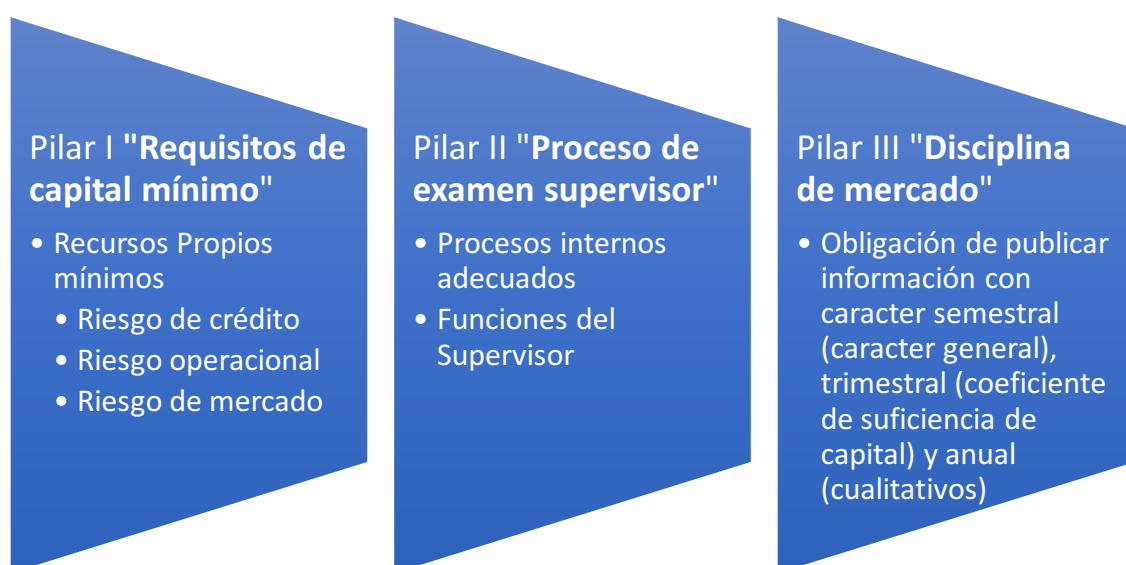 Pilar I "Requisitos de
capital mínimo"
• Recursos Propios
mínimos
• Riesgo de crédito
• Riesgo operacional
• Riesgo de mercado
Pilar II "Proceso de
examen supervisor"
• Procesos internos
adecuados
• Funciones del
Supervisor
Pilar III "Disciplina
de mercado"
• Obligación de publicar
información con
caracter semestral
(caracter general),
trimestral (coeficiente
de suficiencia de
capital) y anual
(cualitativos)